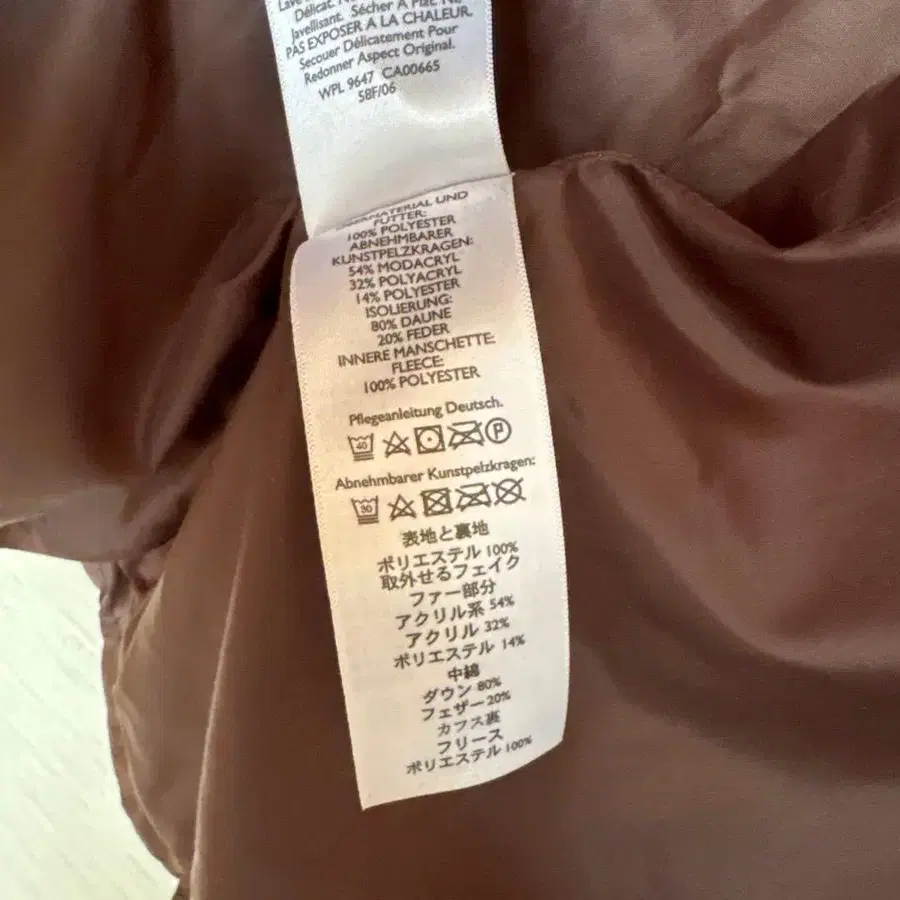 Délicat.
Javellisant. Sécher À Plat. Ne
PAS EXPOSER A LA CHALEUR.
Secouer Délicatement Pour
Redonner Aspect Original.
WPL 9647 CA00665
SBF/06
UND
FUTTER:
100% POLYESTER
ABNEHMBARER
KUNSTPELZKRAGEN:
54% MODACRYL
32% POLYACRYL
14% POLYESTER
ISOLIERUNG:
80% DAUNE
20% FEDER
INNERE MANSCHETTE:
FLEECE:
100% POLYESTER
Pflegeanleitung Deutsch.
40 P
Abnehmbarer Kunstpelzkragen:
30
表地と裏地
ポリエステル 100%
取外せるフェイク
ファー部分
アクリル系 54%
アクリル 32%
ポリエステル 14%
中綿
ダウン 80%
フェザー 20%
カフス裏
フリース
ポリエステル 100%